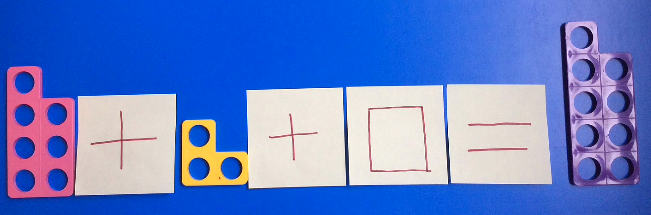 + + □ =